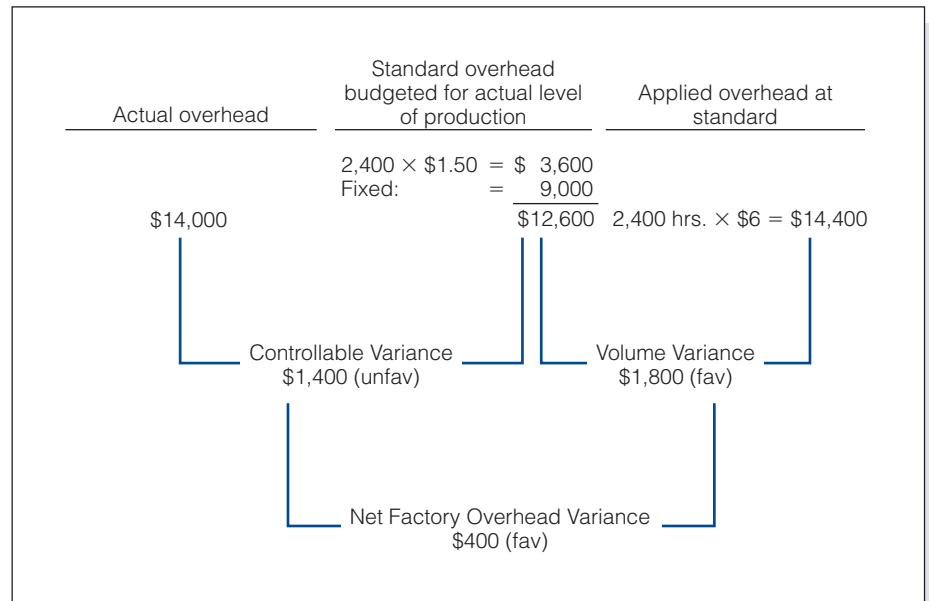 Actual overhead
Standard overhead
budgeted for actual level
of production
Applied overhead at
standard
2,400 × $1.50 = $ 3,600
Fixed: = 9,000
$14,000
$12,600
2,400 hrs. × $6 = $14,400
Controllable Variance
$1,400 (unfav)
Volume Variance
$1,800 (fav)
Net Factory Overhead Variance
$400 (fav)